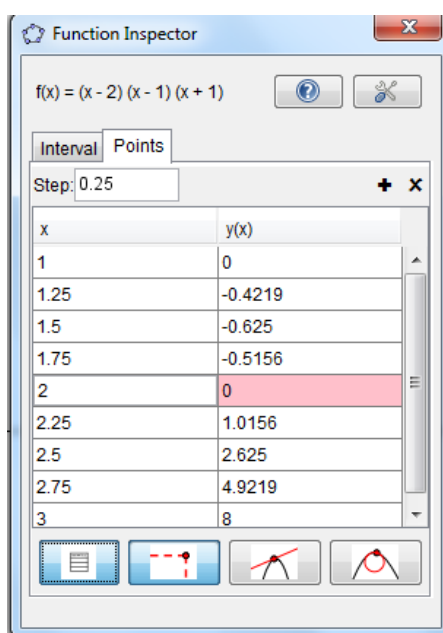 Function Inspector
f(x) = (x - 2) (x - 1) (x + 1)
Interval Points
Step: 0.25
x y(x)
1 0
1.25 -0.4219
1.5 -0.625
1.75 -0.5156
2 0
2.25 1.0156
2.5 2.625
2.75 4.9219
3 8